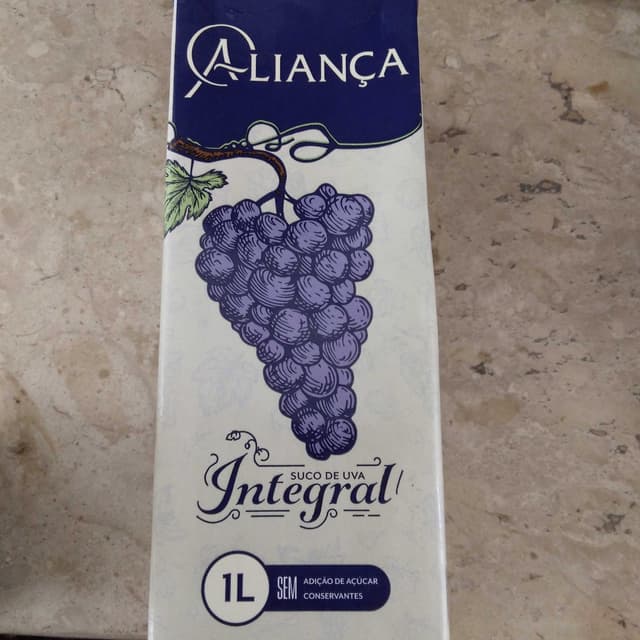 ALIANÇA
SUCO DE UVA
Integral
1L
SEM
ADIÇÃO DE AÇÚCAR
CONSERVANTES